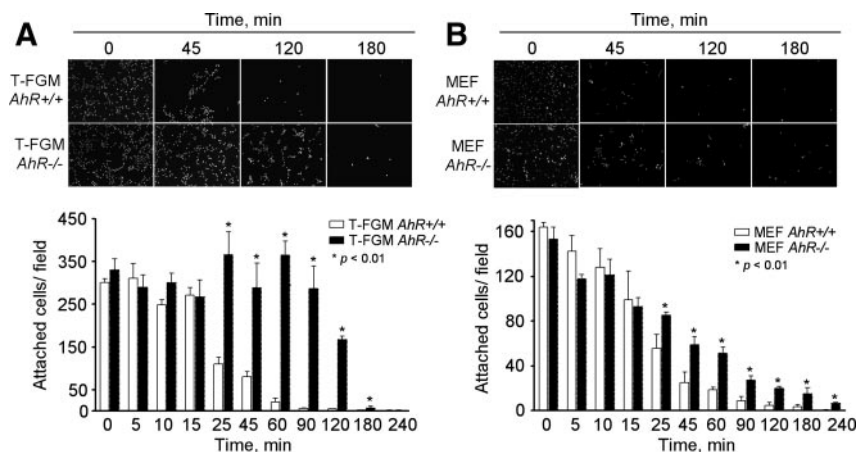 A
Time, min
0 45 120 180
T-FGM
AhR+/+
T-FGM
AhR-/-
Attached cells/ field
450
350
250
150
50
0
T-FGM AhR+/+
T-FGM AhR-/-
* p < 0.01
* * * * * *
0 5 10 15 25 45 60 90 120 180 240
Time, min
B
Time, min
0 45 120 180
MEF
AhR+/+
MEF
AhR-/-
Attached cells/ field
160
120
80
40
0
MEF AhR+/+
MEF AhR-/-
* p < 0.01
* * * * * * *
0 5 10 15 25 45 60 90 120 180 240
Time, min